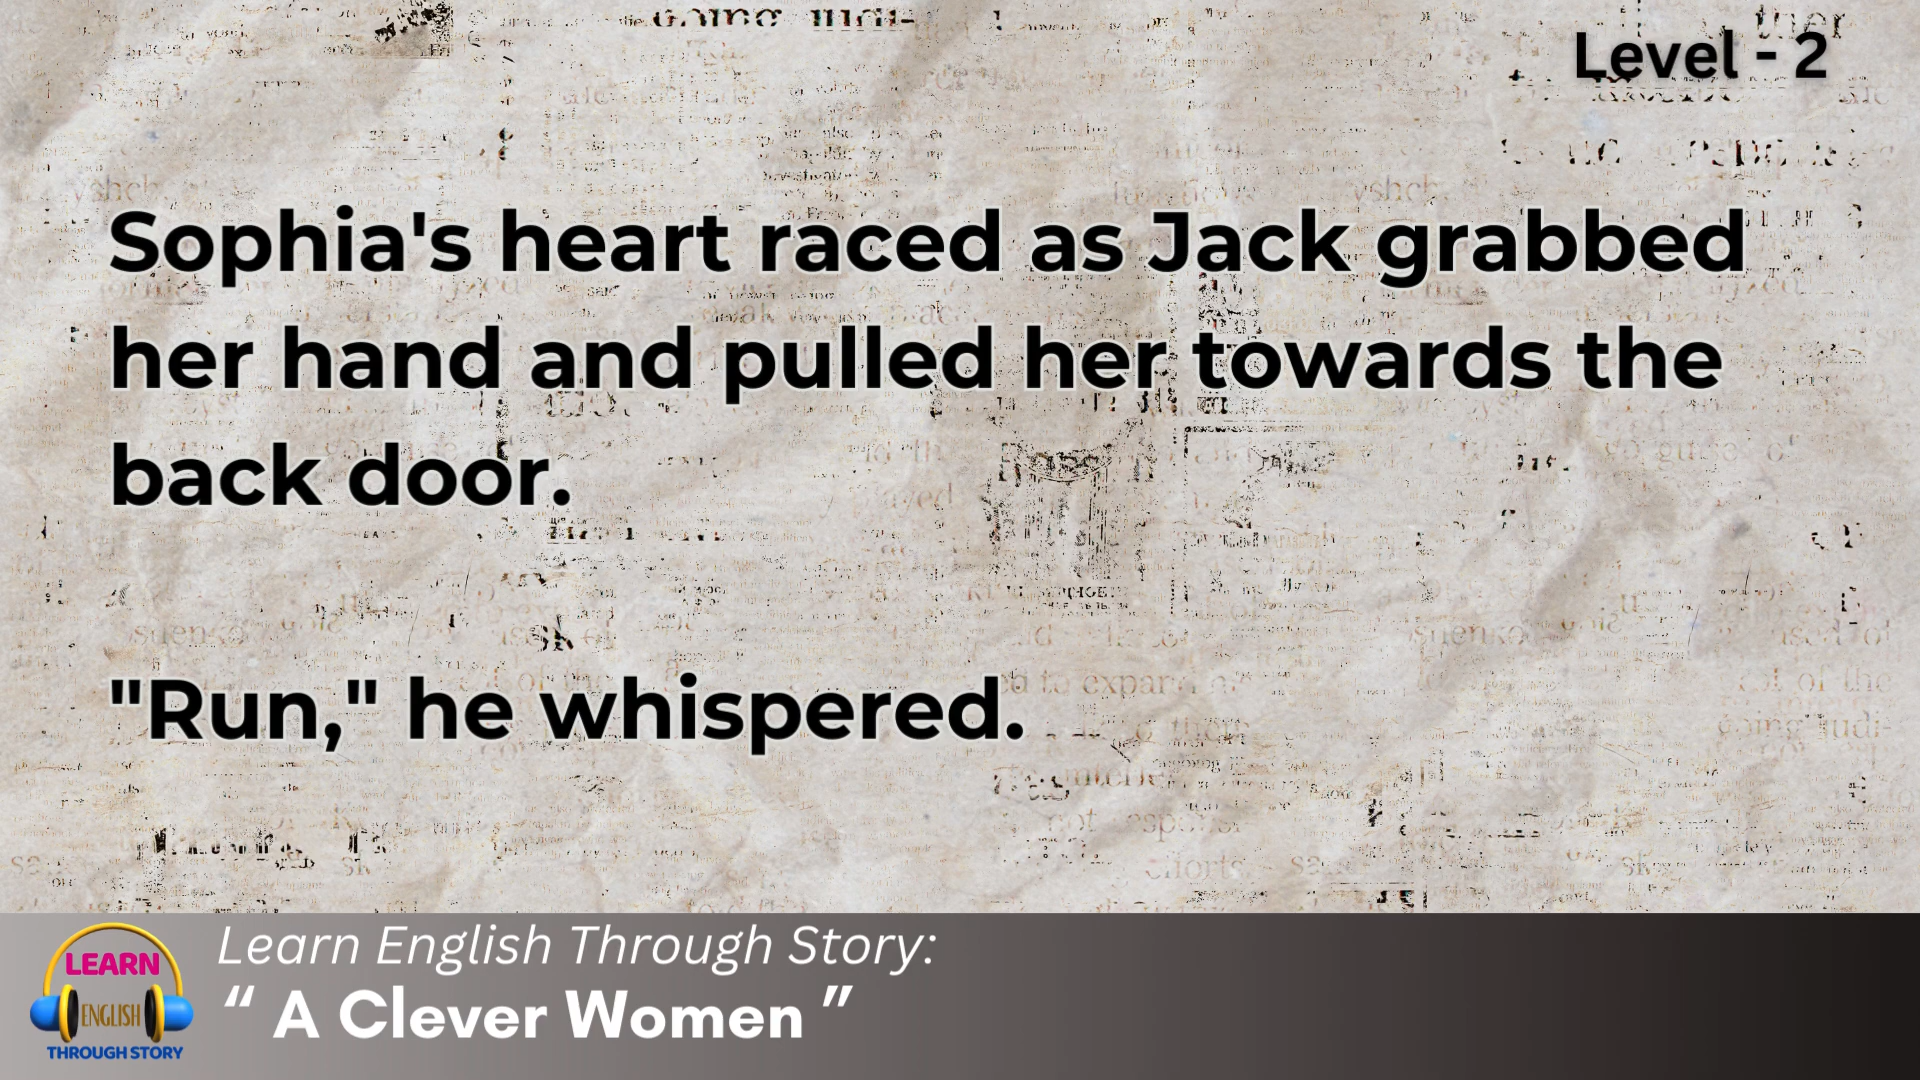 Level - 2
Sophia's heart raced as Jack grabbed
her hand and pulled her towards the
back door.
"Run," he whispered.
LEARN
ENGLISH
THROUGH STORY
Learn English Through Story:
“ A Clever Women ”